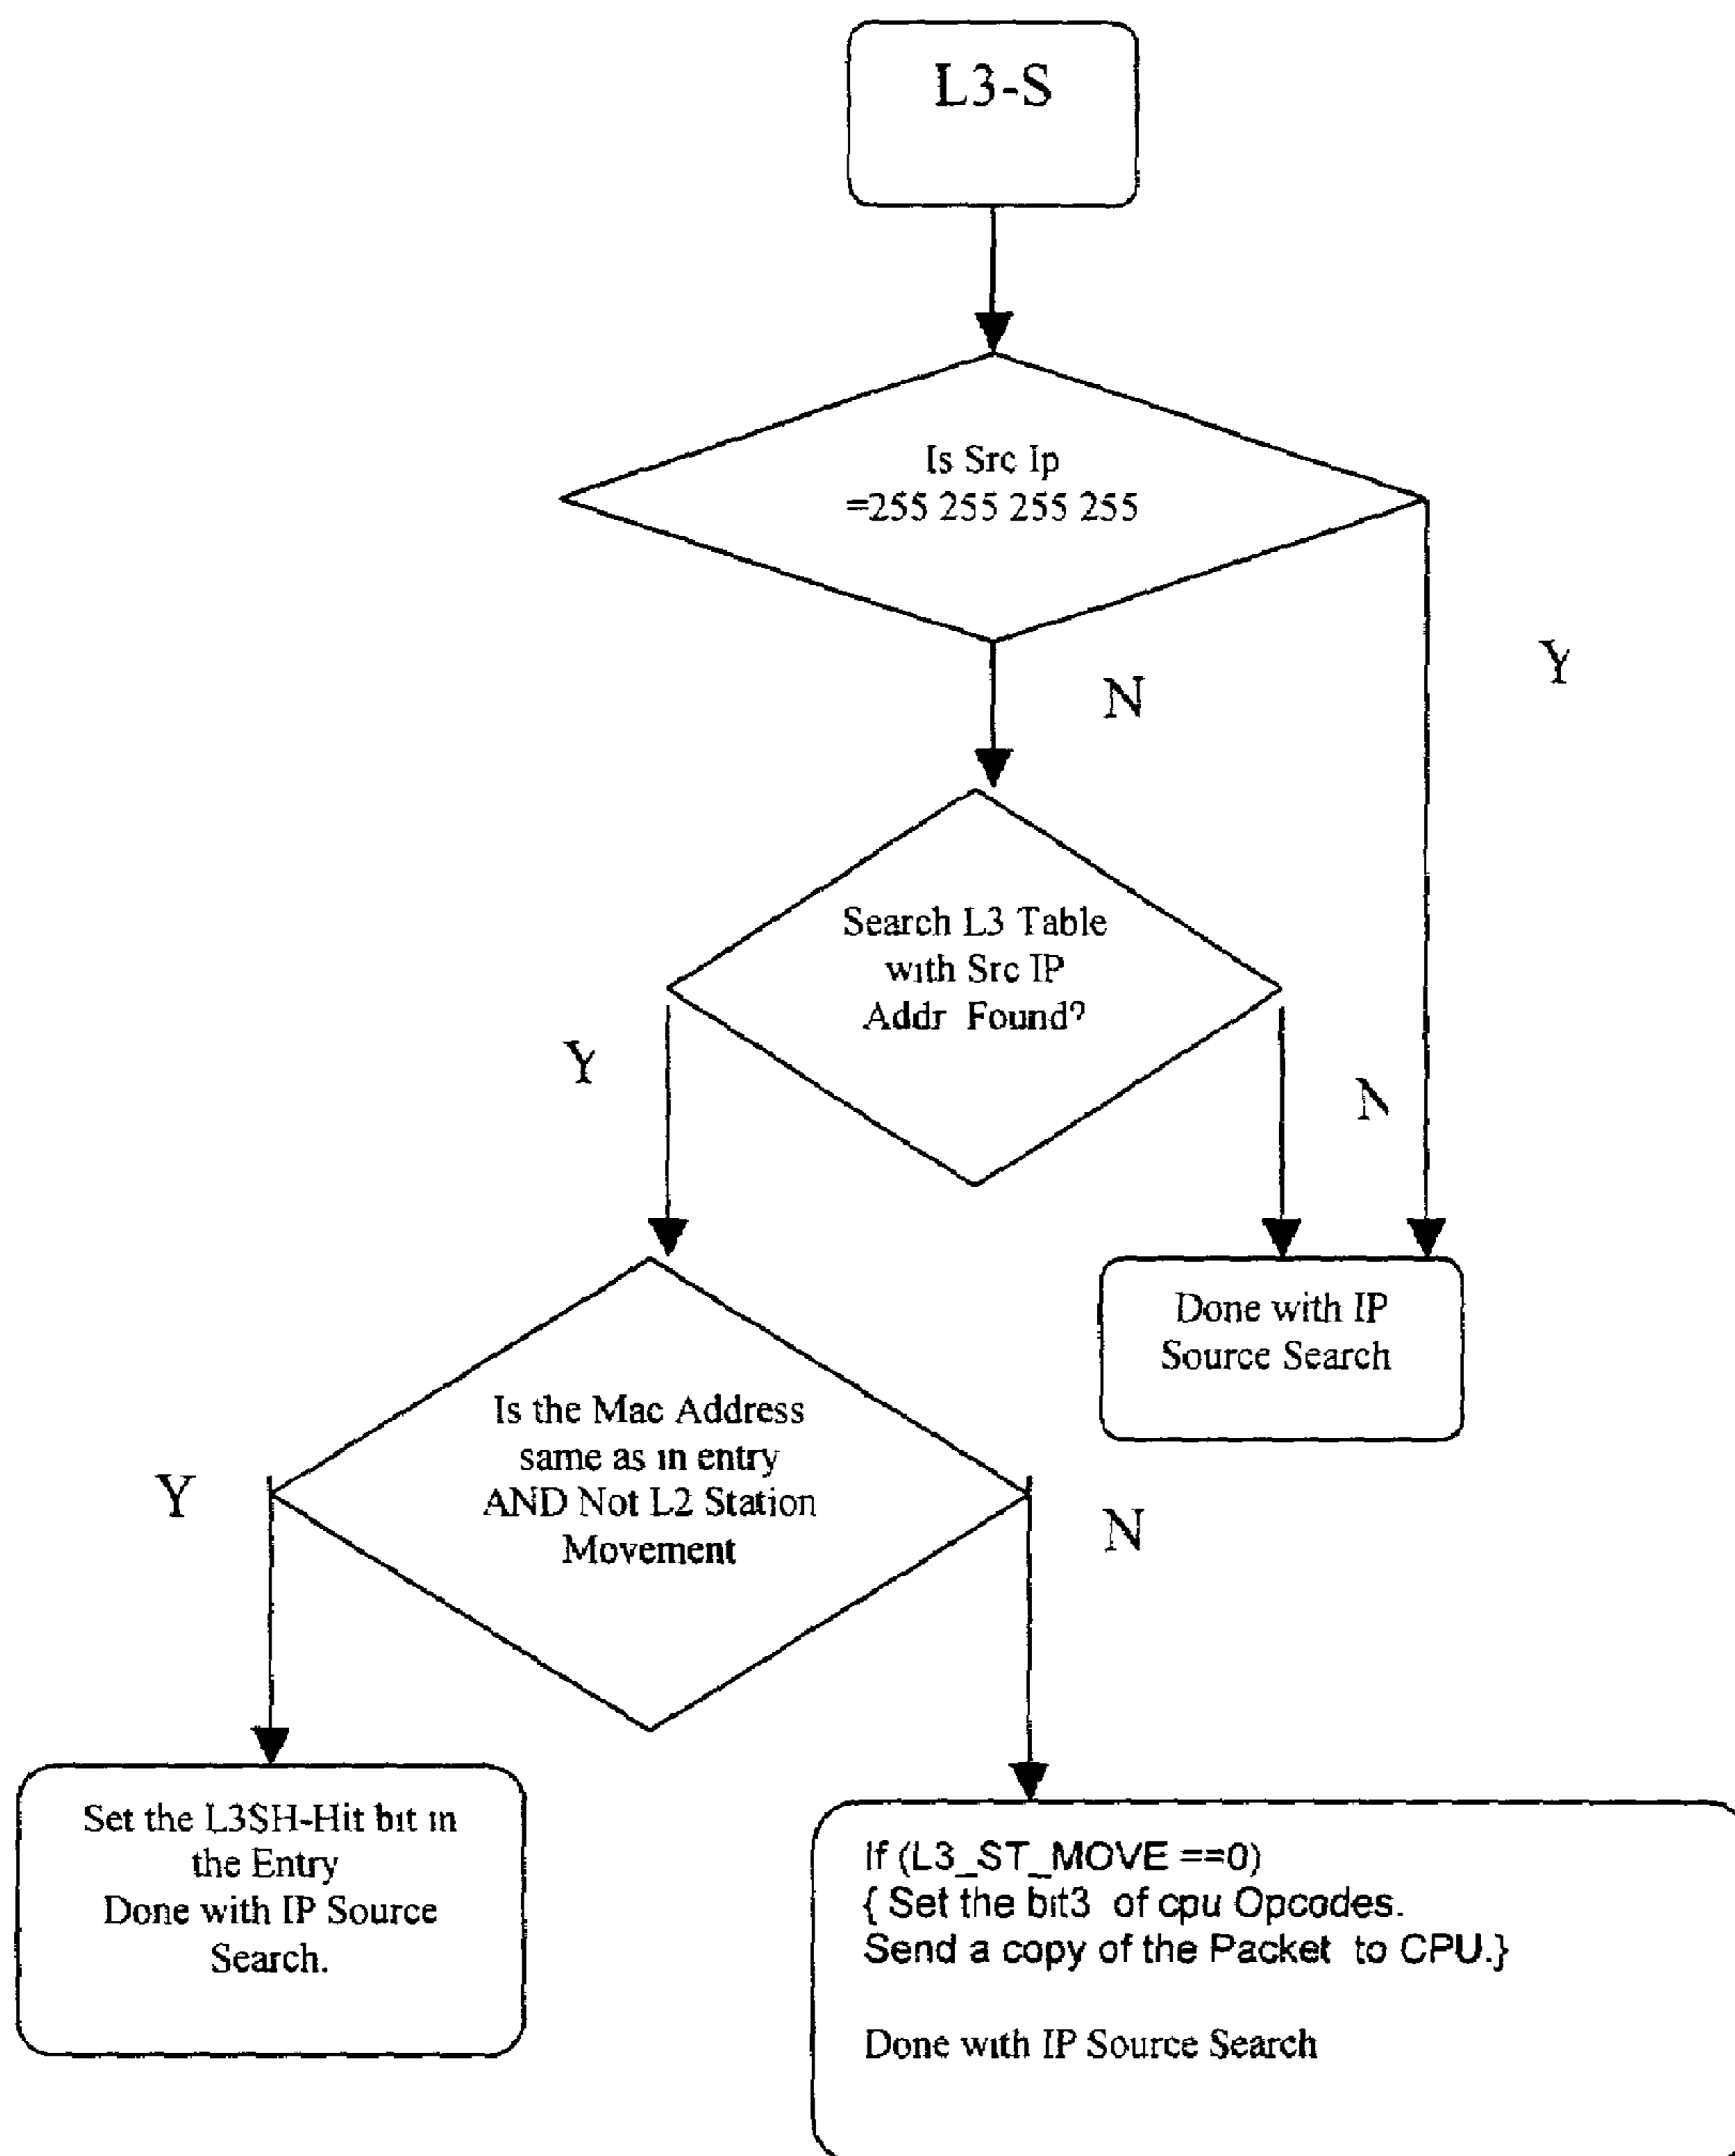 L3-S
Is Src Ip
=255 255 255 255
Y
N
Search L3 Table
with Src IP
Addr Found?
Y
N
Done with IP
Source Search
Is the Mac Address
same as in entry
AND Not L2 Station
Movement
Y
N
Set the L3SH-Hit bit in
the Entry
Done with IP Source
Search.
If (L3_ST_MOVE ==0)
{ Set the bit3 of cpu Opcodes.
Send a copy of the Packet to CPU.}
Done with IP Source Search